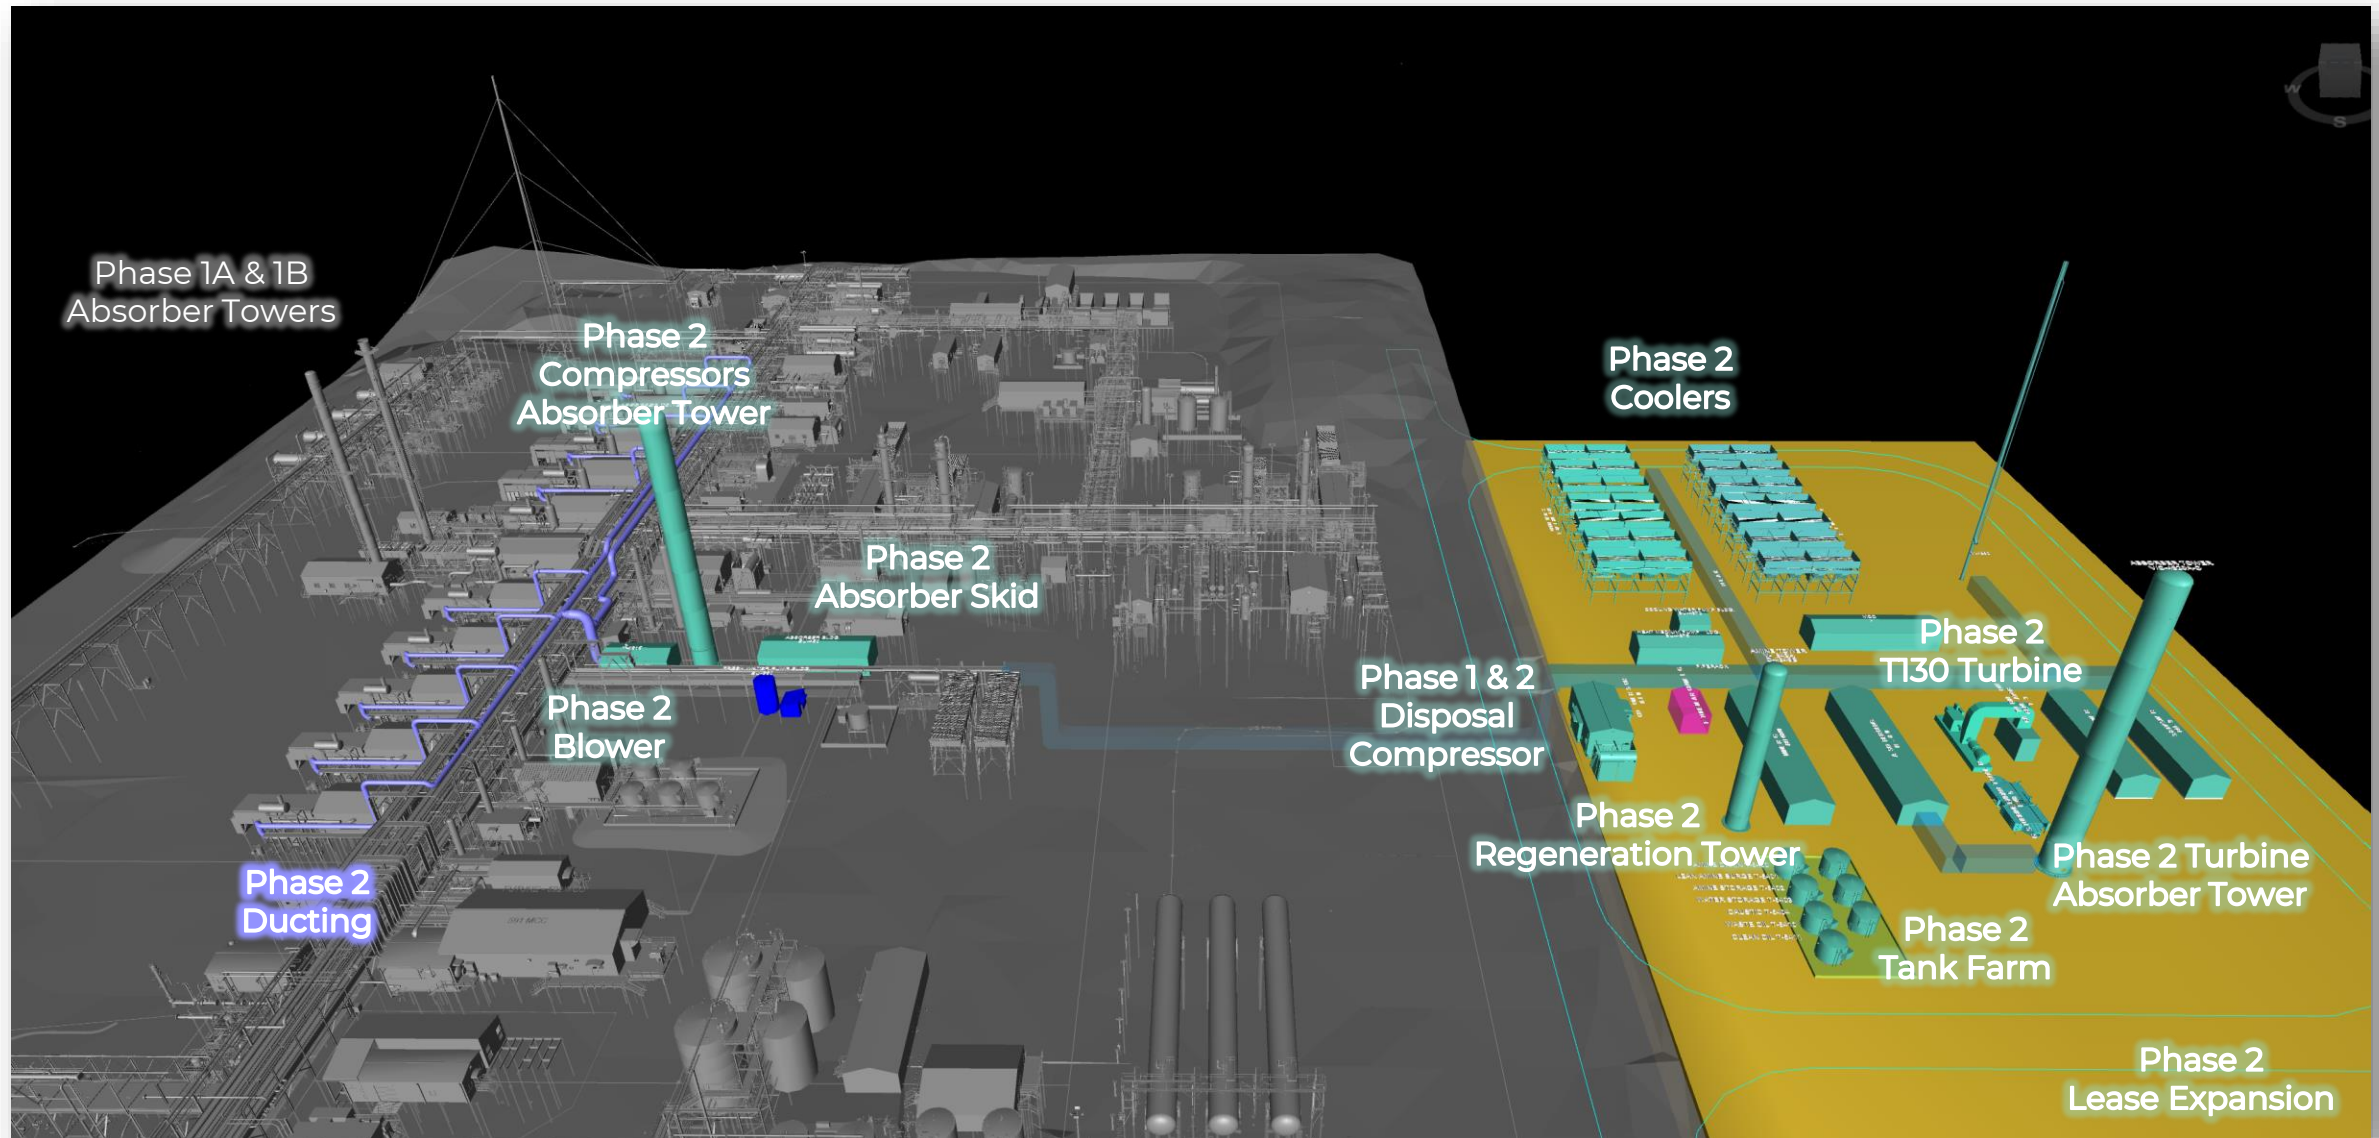 W
S
Phase 1A & 1B
Absorber Towers
Phase 2
Compressors
Absorber Tower
Phase 2
Coolers
Phase 2
Absorber Skid
Phase 2
Blower
Phase 1 & 2
Disposal
Compressor
Phase 2
T130 Turbine
Phase 2
Regeneration Tower
Phase 2 Turbine
Absorber Tower
Phase 2
Ducting
Phase 2
Tank Farm
Phase 2
Lease Expansion
ABSORBER TOWER